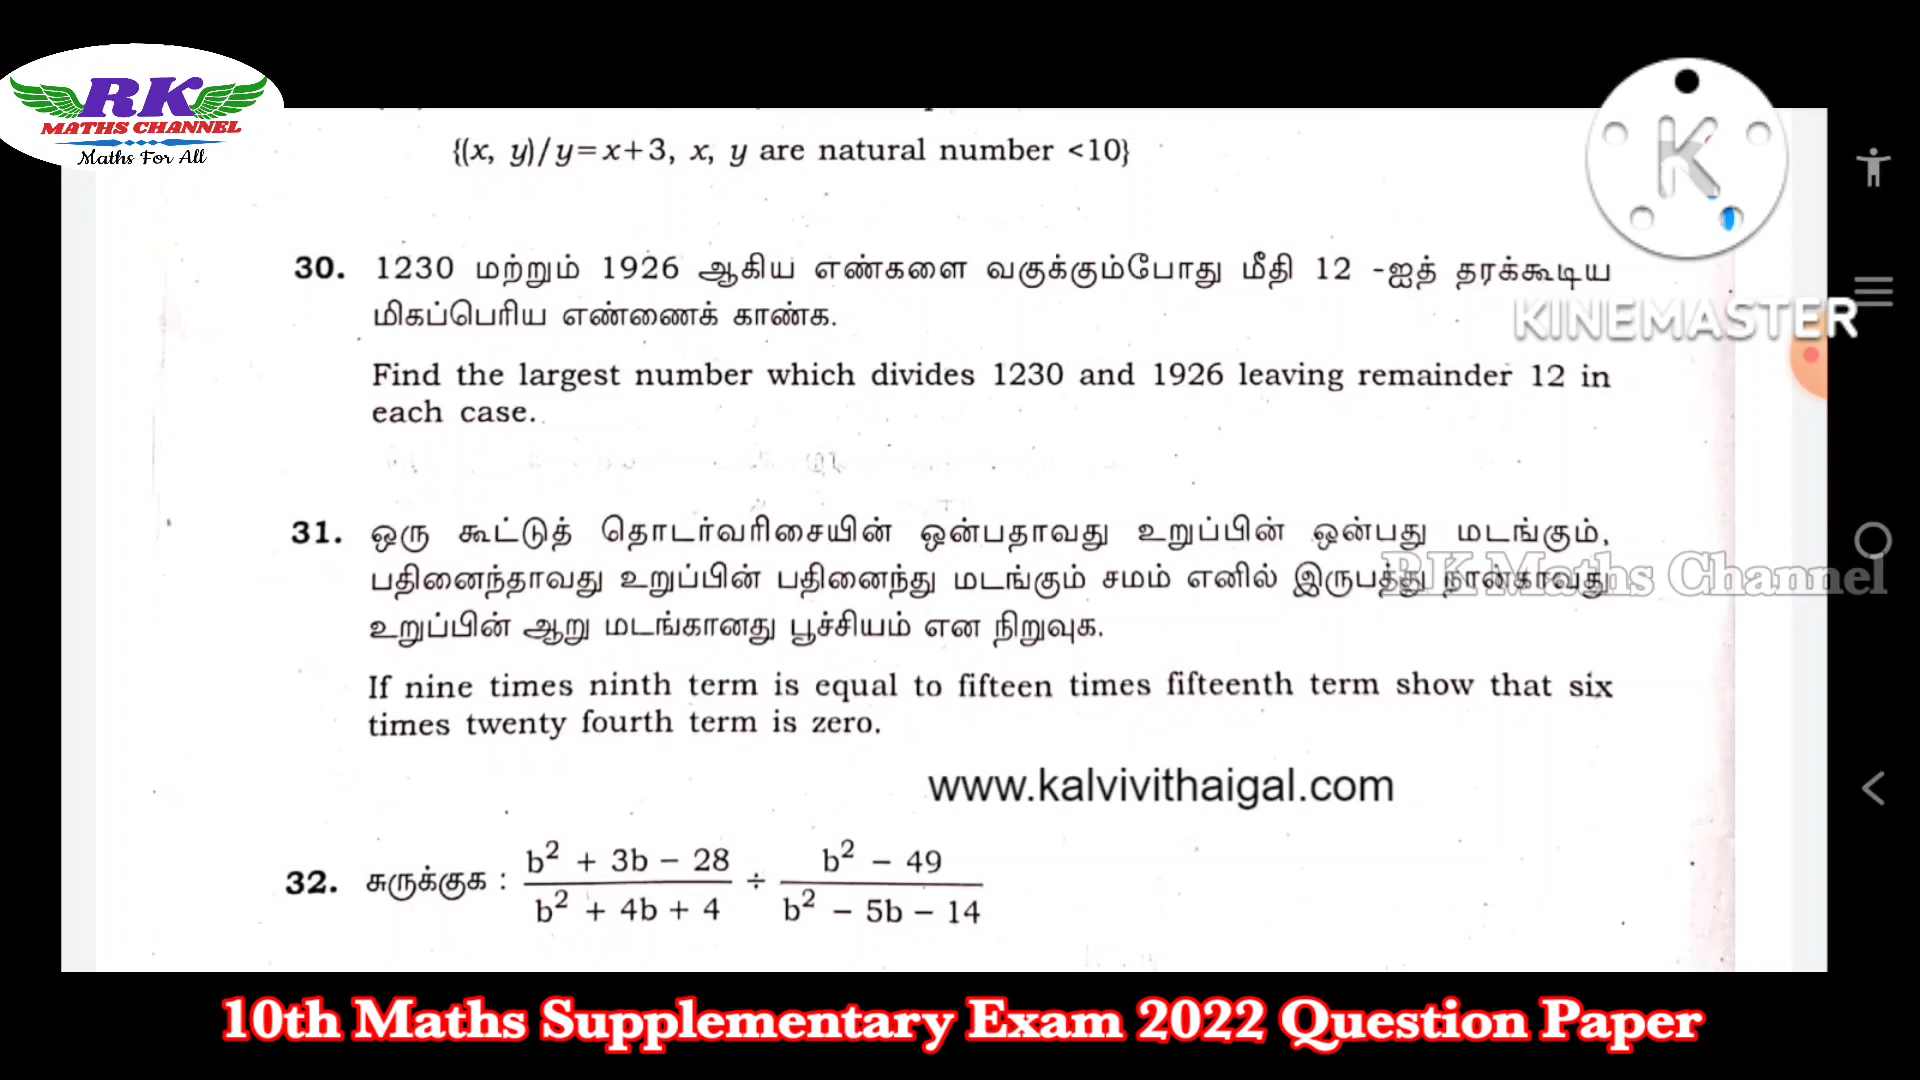 RK
MATHS CHANNEL
Maths For All
{(x, y)/y=x+3, x, y are natural number <10}
K
KINEMASTER
30. 1230 மற்றும் 1926 ஆகிய எண்களை வகுக்கும்போது மீதி 12 -ஐத் தரக்கூடிய
மிகப்பெரிய எண்ணைக் காண்க.
Find the largest number which divides 1230 and 1926 leaving remainder 12 in
each case.
31. ஒரு கூட்டுத் தொடர்வரிசையின் ஒன்பதாவது உறுப்பின் ஒன்பது மடங்கும்,
பதினைந்தாவது உறுப்பின் பதினைந்து மடங்கும் சமம் எனில் இருபத்து நான்காவது
RK Maths Channel
உறுப்பின் ஆறு மடங்கானது பூச்சியம் என நிறுவுக.
If nine times ninth term is equal to fifteen times fifteenth term show that six
times twenty fourth term is zero.
www.kalvivithaigal.com
32. சுருக்குக : b² + 3b – 28 / b² + 4b + 4 ÷ b² – 49 / b² – 5b – 14
10th Maths Supplementary Exam 2022 Question Paper